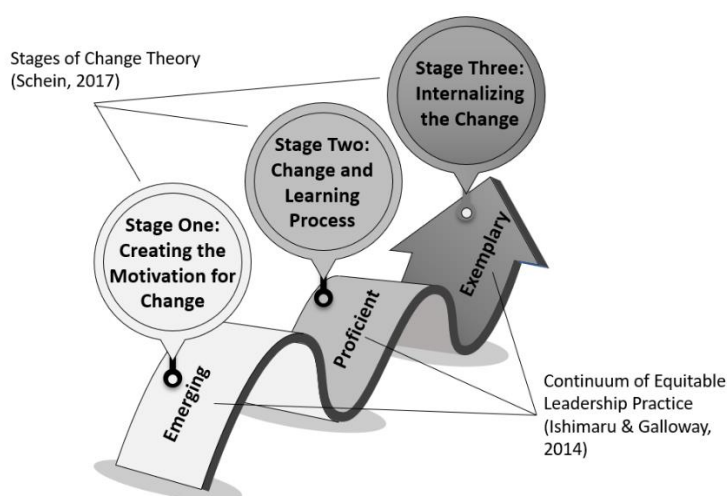 Stages of Change Theory
(Schein, 2017)
Stage Three:
Internalizing
the Change
Stage Two:
Change and
Learning
Process
Stage One:
Creating the
Motivation for
Change
Exemplary
Proficient
Emerging
Continuum of Equitable
Leadership Practice
(Ishimaru & Galloway,
2014)